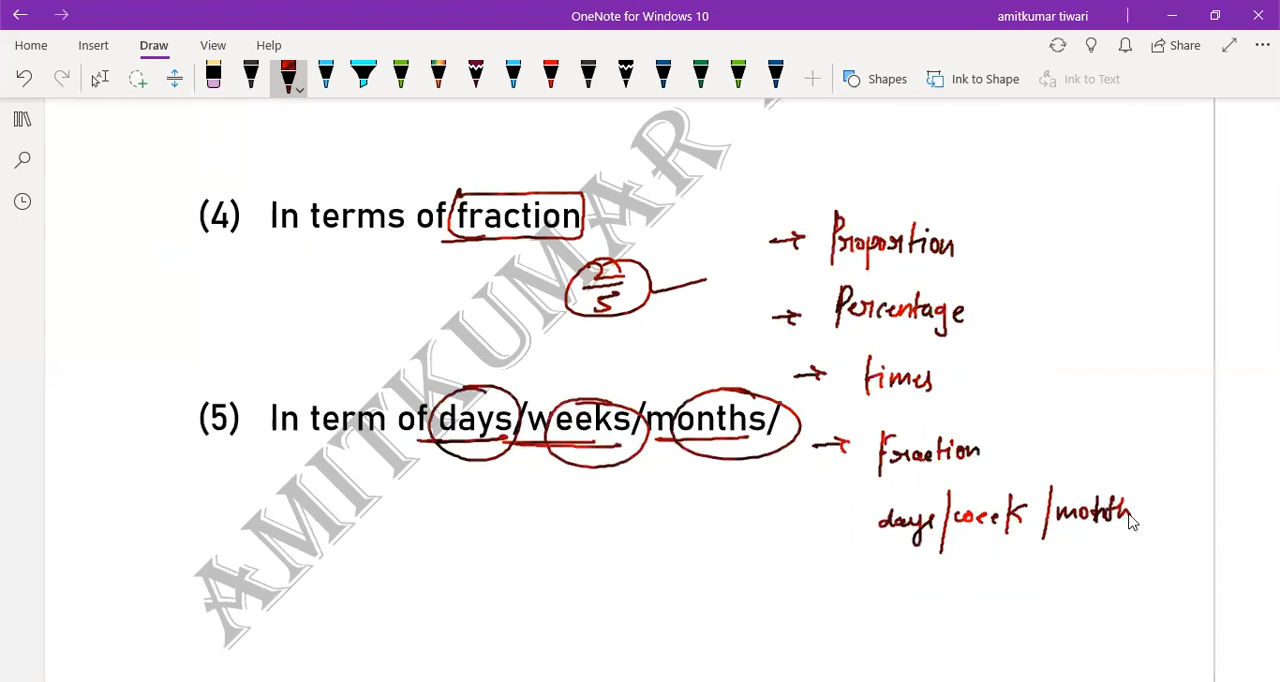 OneNote for Windows 10
amitkumar tiwari
Home Insert Draw View Help
Share
Shapes
Ink to Shape
Ink to Text
AMITKUMAR
(4) In terms of fraction
2/5
(5) In term of days/weeks/months/
→ Proportion
→ Percentage
→ times
→ Fraction
days/week/month